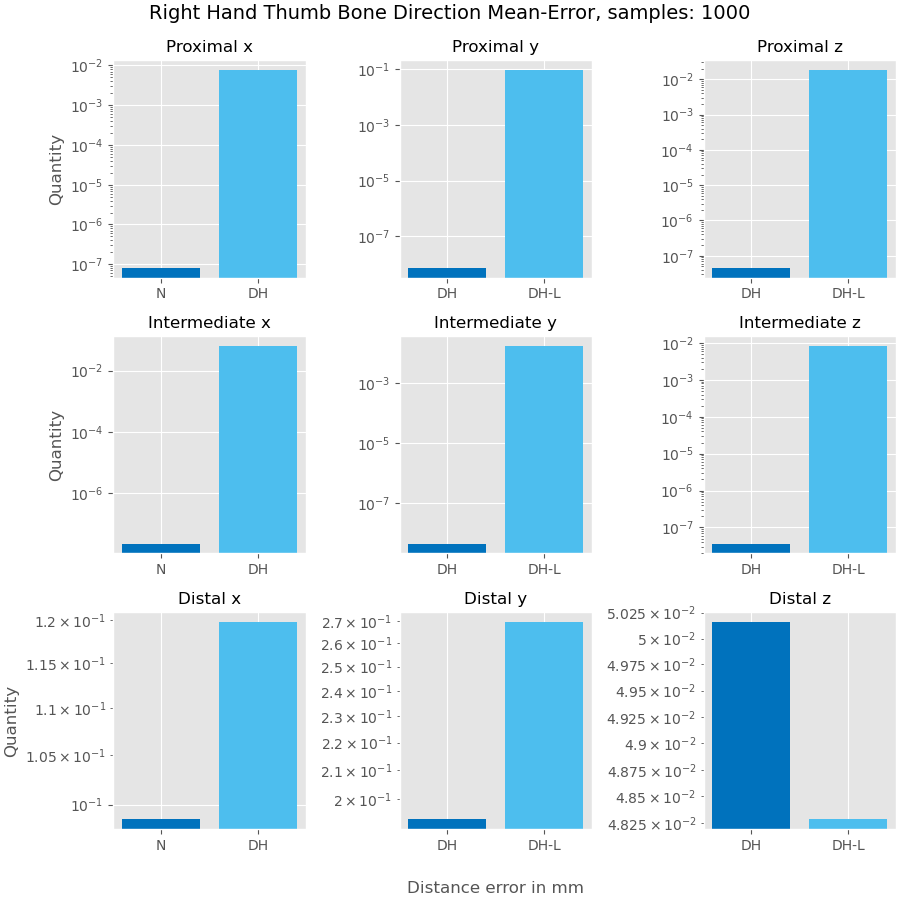 Right Hand Thumb Bone Direction Mean-Error, samples: 1000
Proximal x
Proximal y
Proximal z
10⁻²
10⁻³
10⁻⁴
10⁻⁵
10⁻⁶
10⁻⁷
Quantity
N
DH
10⁻¹
10⁻³
10⁻⁵
10⁻⁷
DH
DH-L
10⁻²
10⁻³
10⁻⁴
10⁻⁵
10⁻⁶
10⁻⁷
DH
DH-L
Intermediate x
Intermediate y
Intermediate z
10⁻²
10⁻⁴
10⁻⁶
Quantity
N
DH
10⁻³
10⁻⁵
10⁻⁷
DH
DH-L
10⁻²
10⁻³
10⁻⁴
10⁻⁵
10⁻⁶
10⁻⁷
DH
DH-L
Distal x
Distal y
Distal z
1.2 × 10⁻¹
1.15 × 10⁻¹
1.1 × 10⁻¹
1.05 × 10⁻¹
10⁻¹
Quantity
N
DH
2.7 × 10⁻¹
2.6 × 10⁻¹
2.5 × 10⁻¹
2.4 × 10⁻¹
2.3 × 10⁻¹
2.2 × 10⁻¹
2.1 × 10⁻¹
2 × 10⁻¹
DH
DH-L
5.025 × 10⁻²
5 × 10⁻²
4.975 × 10⁻²
4.95 × 10⁻²
4.925 × 10⁻²
4.9 × 10⁻²
4.875 × 10⁻²
4.85 × 10⁻²
4.825 × 10⁻²
DH
DH-L
Distance error in mm